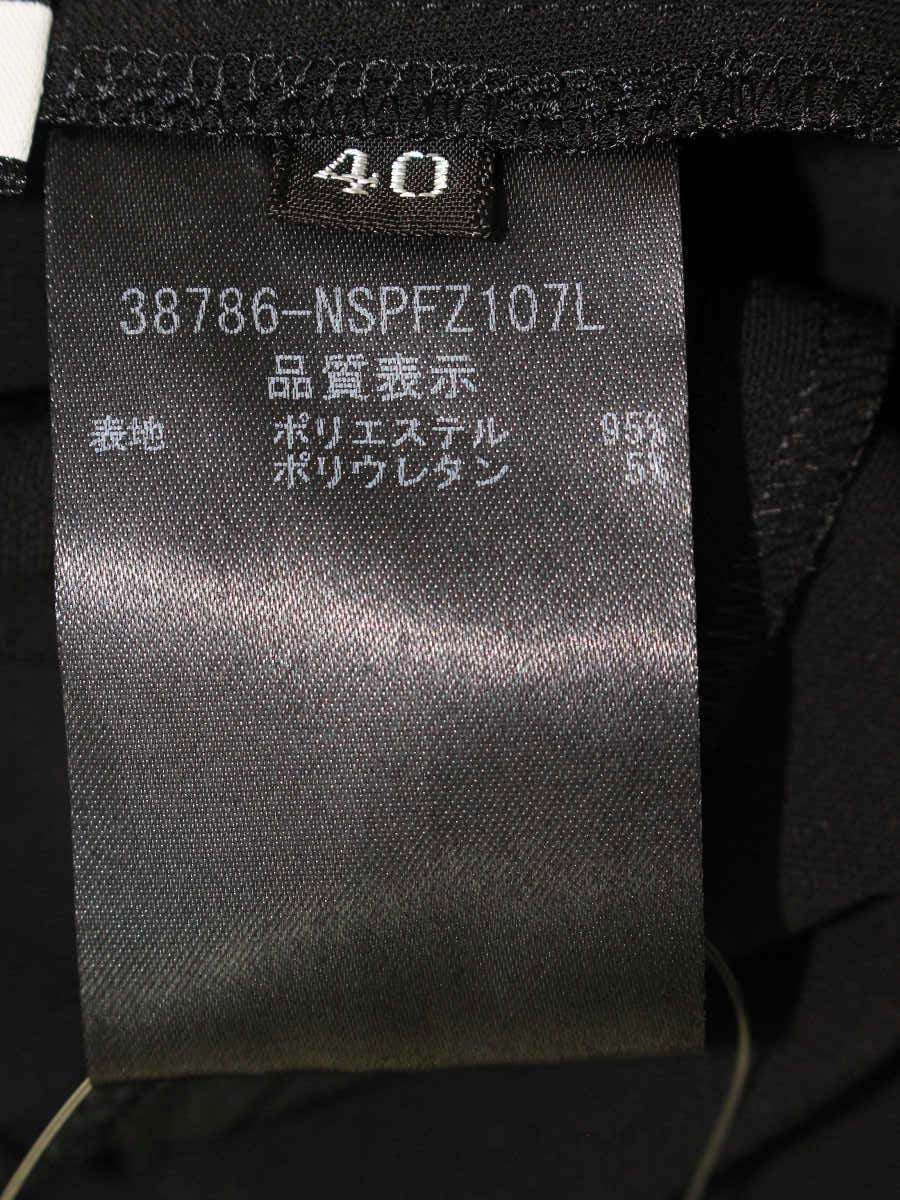 40
38786-NSPFZ107L
品質表示
表地 ポリエステル 95%
ポリウレタン 5%